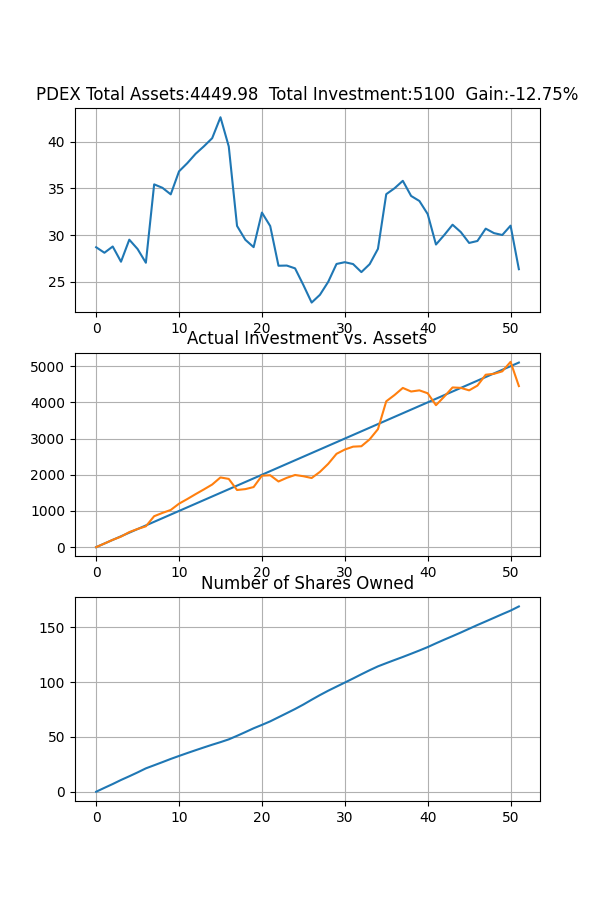 PDEX Total Assets:4449.98  Total Investment:5100  Gain:-12.75%
40
35
30
25
0 10 20 30 40 50
Actual Investment vs. Assets
5000
4000
3000
2000
1000
0
0 10 20 30 40 50
Number of Shares Owned
150
100
50
0
0 10 20 30 40 50